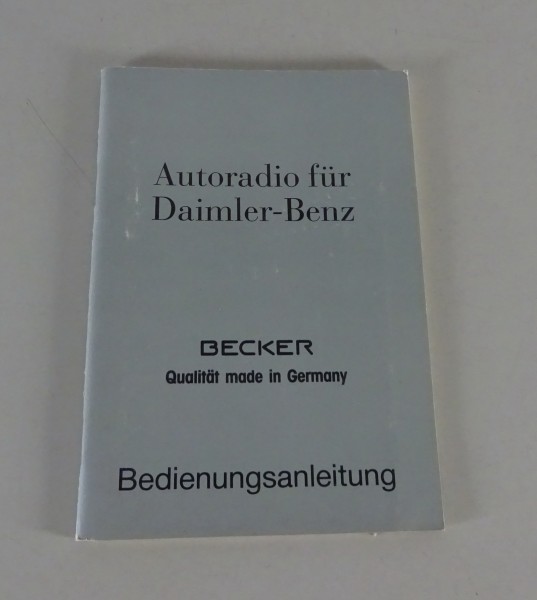 Autoradio für
Daimler-Benz
BECKER
Qualität made in Germany
Bedienungsanleitung